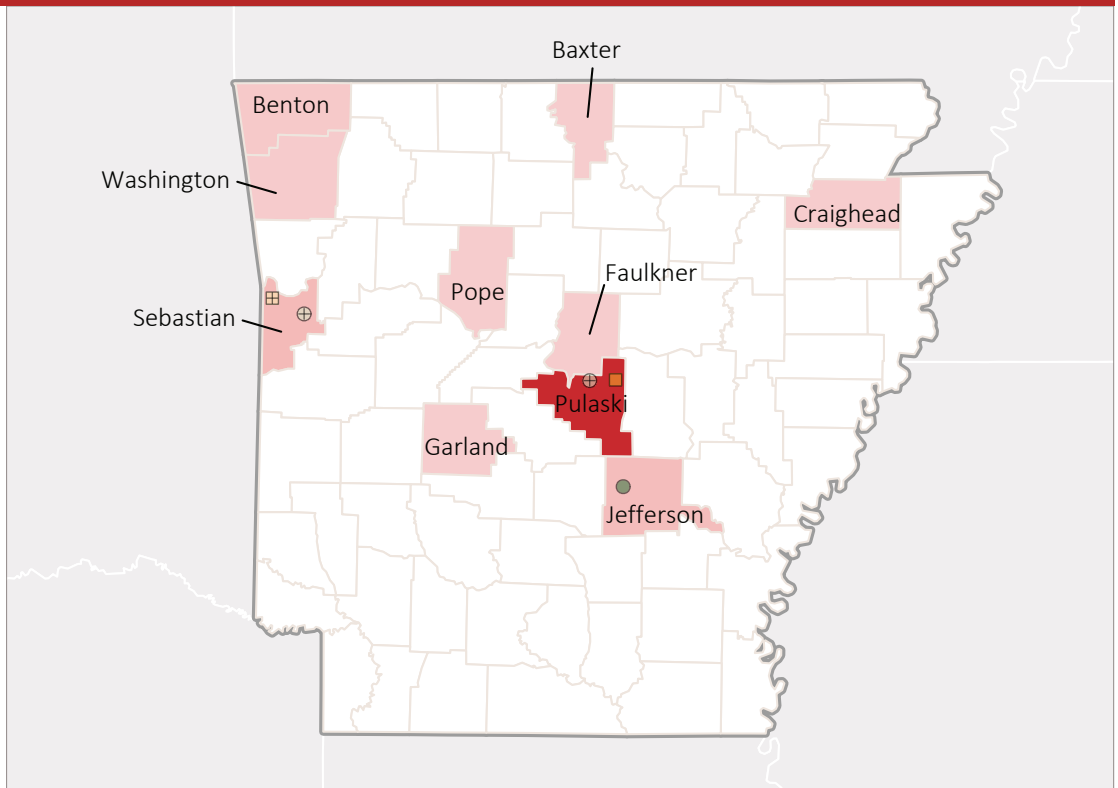 Baxter
Benton
Washington
Craighead
Faulkner
Pope
Sebastian
Pulaski
Garland
Jefferson